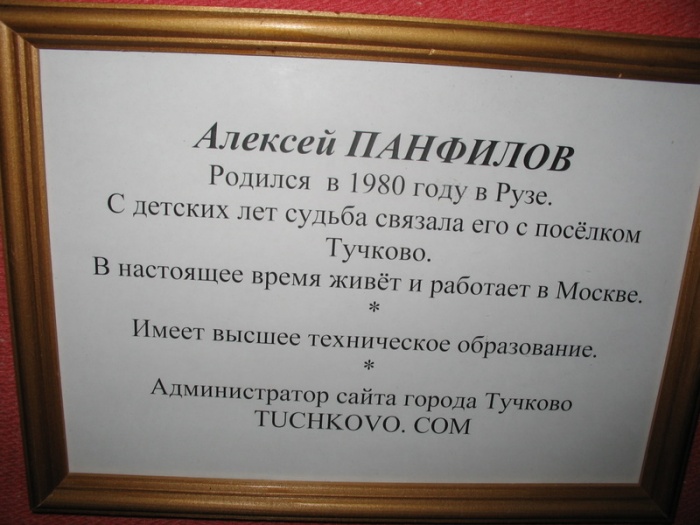 Алексей ПАНФИЛОВ
Родился в 1980 году в Рузе.
С детских лет судьба связала его с посёлком
Тучково.
В настоящее время живёт и работает в Москве.
*
Имеет высшее техническое образование.
*
Администратор сайта города Тучково
TUCHKOVO. COM